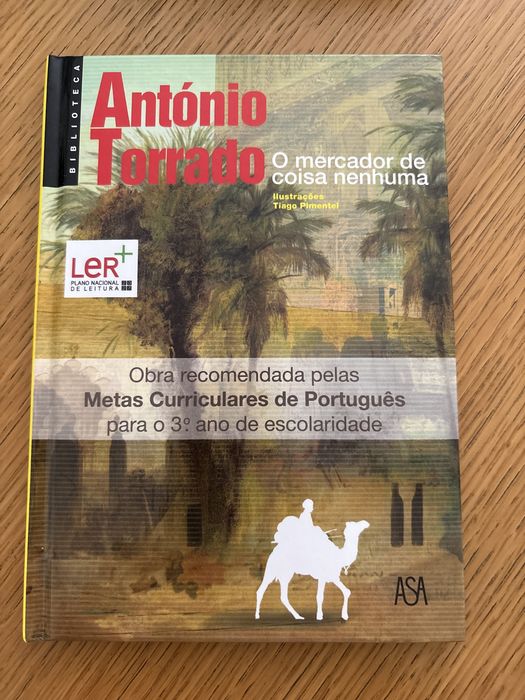 BIBLIOTECA
António
Torrado
O mercador de
coisa nenhuma
Ilustrações
Tiago Pimentel
LeR+
PLANO NACIONAL
DE LEITURA
Obra recomendada pelas
Metas Curriculares de Português
para o 3.º ano de escolaridade
ASA